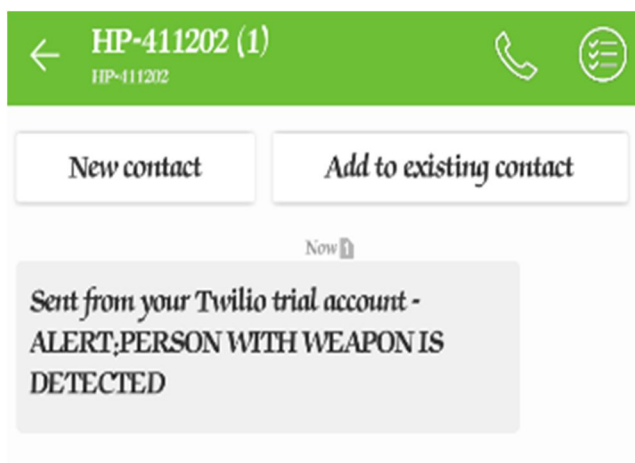 HP-411202 (1)
HP-411202
New contact
Add to existing contact
Now 1
Sent from your Twilio trial account -
ALERT;PERSON WITH WEAPON IS
DETECTED